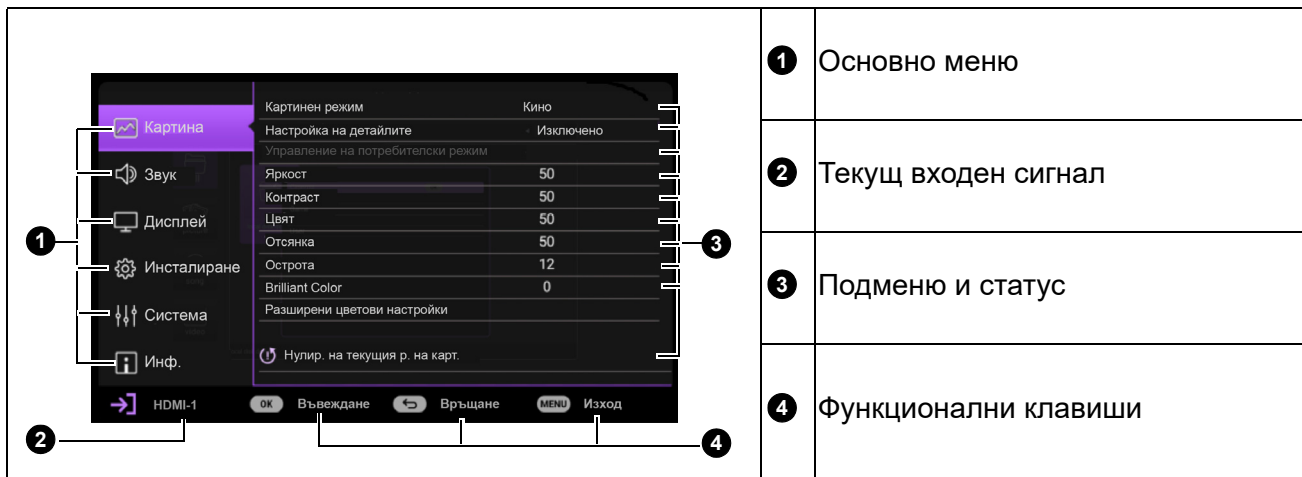 Картина
Звук
Дисплей
Инсталиране
Система
Инф.
Картинен режим Кино
Настройка на детайлите Изключено
Управление на потребителски режим
Яркост 50
Контраст 50
Цвят 50
Отсянка 50
Острота 12
Brilliant Color 0
Разширени цветови настройки
Нулир. на текущия р. на карт.
HDMI-1 OK Въвеждане Връщане MENU Изход
1
3
2
4
1 Основно меню
2 Текущ входен сигнал
3 Подменю и статус
4 Функционални клавиши